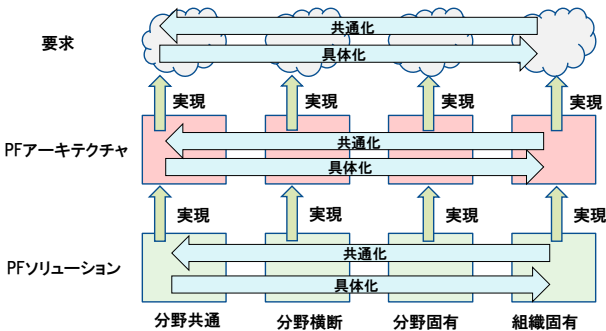 要求
共通化
具体化
実現 実現 実現 実現
PFアーキテクチャ
共通化
具体化
実現 実現 実現 実現
PFソリューション
共通化
具体化
分野共通 分野横断 分野固有 組織固有